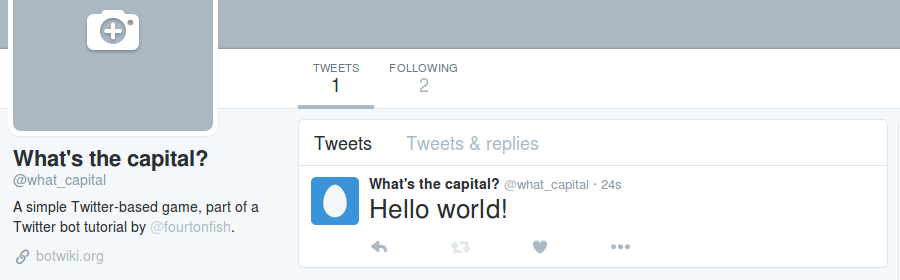 TWEETS
1
FOLLOWING
2
What's the capital?
@what_capital
A simple Twitter-based game, part of a
Twitter bot tutorial by @fourtonfish.
botwiki.org
Tweets Tweets & replies
What's the capital? @what_capital · 24s
Hello world!